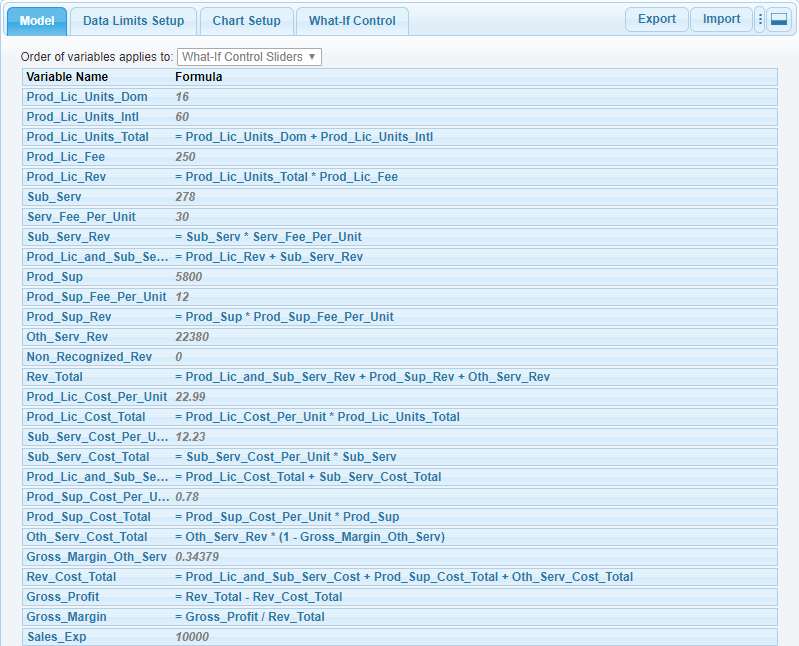 Model Data Limits Setup Chart Setup What-If Control Export Import
Order of variables applies to: What-If Control Sliders ▼
Variable Name Formula
Prod_Lic_Units_Dom 16
Prod_Lic_Units_Intl 60
Prod_Lic_Units_Total = Prod_Lic_Units_Dom + Prod_Lic_Units_Intl
Prod_Lic_Fee 250
Prod_Lic_Rev = Prod_Lic_Units_Total * Prod_Lic_Fee
Sub_Serv 278
Serv_Fee_Per_Unit 30
Sub_Serv_Rev = Sub_Serv * Serv_Fee_Per_Unit
Prod_Lic_and_Sub_Se... = Prod_Lic_Rev + Sub_Serv_Rev
Prod_Sup 5800
Prod_Sup_Fee_Per_Unit 12
Prod_Sup_Rev = Prod_Sup * Prod_Sup_Fee_Per_Unit
Oth_Serv_Rev 22380
Non_Recognized_Rev 0
Rev_Total = Prod_Lic_and_Sub_Serv_Rev + Prod_Sup_Rev + Oth_Serv_Rev
Prod_Lic_Cost_Per_Unit 22.99
Prod_Lic_Cost_Total = Prod_Lic_Cost_Per_Unit * Prod_Lic_Units_Total
Sub_Serv_Cost_Per_U... 12.23
Sub_Serv_Cost_Total = Sub_Serv_Cost_Per_Unit * Sub_Serv
Prod_Lic_and_Sub_Se... = Prod_Lic_Cost_Total + Sub_Serv_Cost_Total
Prod_Sup_Cost_Per_U... 0.78
Prod_Sup_Cost_Total = Prod_Sup_Cost_Per_Unit * Prod_Sup
Oth_Serv_Cost_Total = Oth_Serv_Rev * (1 - Gross_Margin_Oth_Serv)
Gross_Margin_Oth_Serv 0.34379
Rev_Cost_Total = Prod_Lic_and_Sub_Serv_Cost + Prod_Sup_Cost_Total + Oth_Serv_Cost_Total
Gross_Profit = Rev_Total - Rev_Cost_Total
Gross_Margin = Gross_Profit / Rev_Total
Sales_Exp 10000